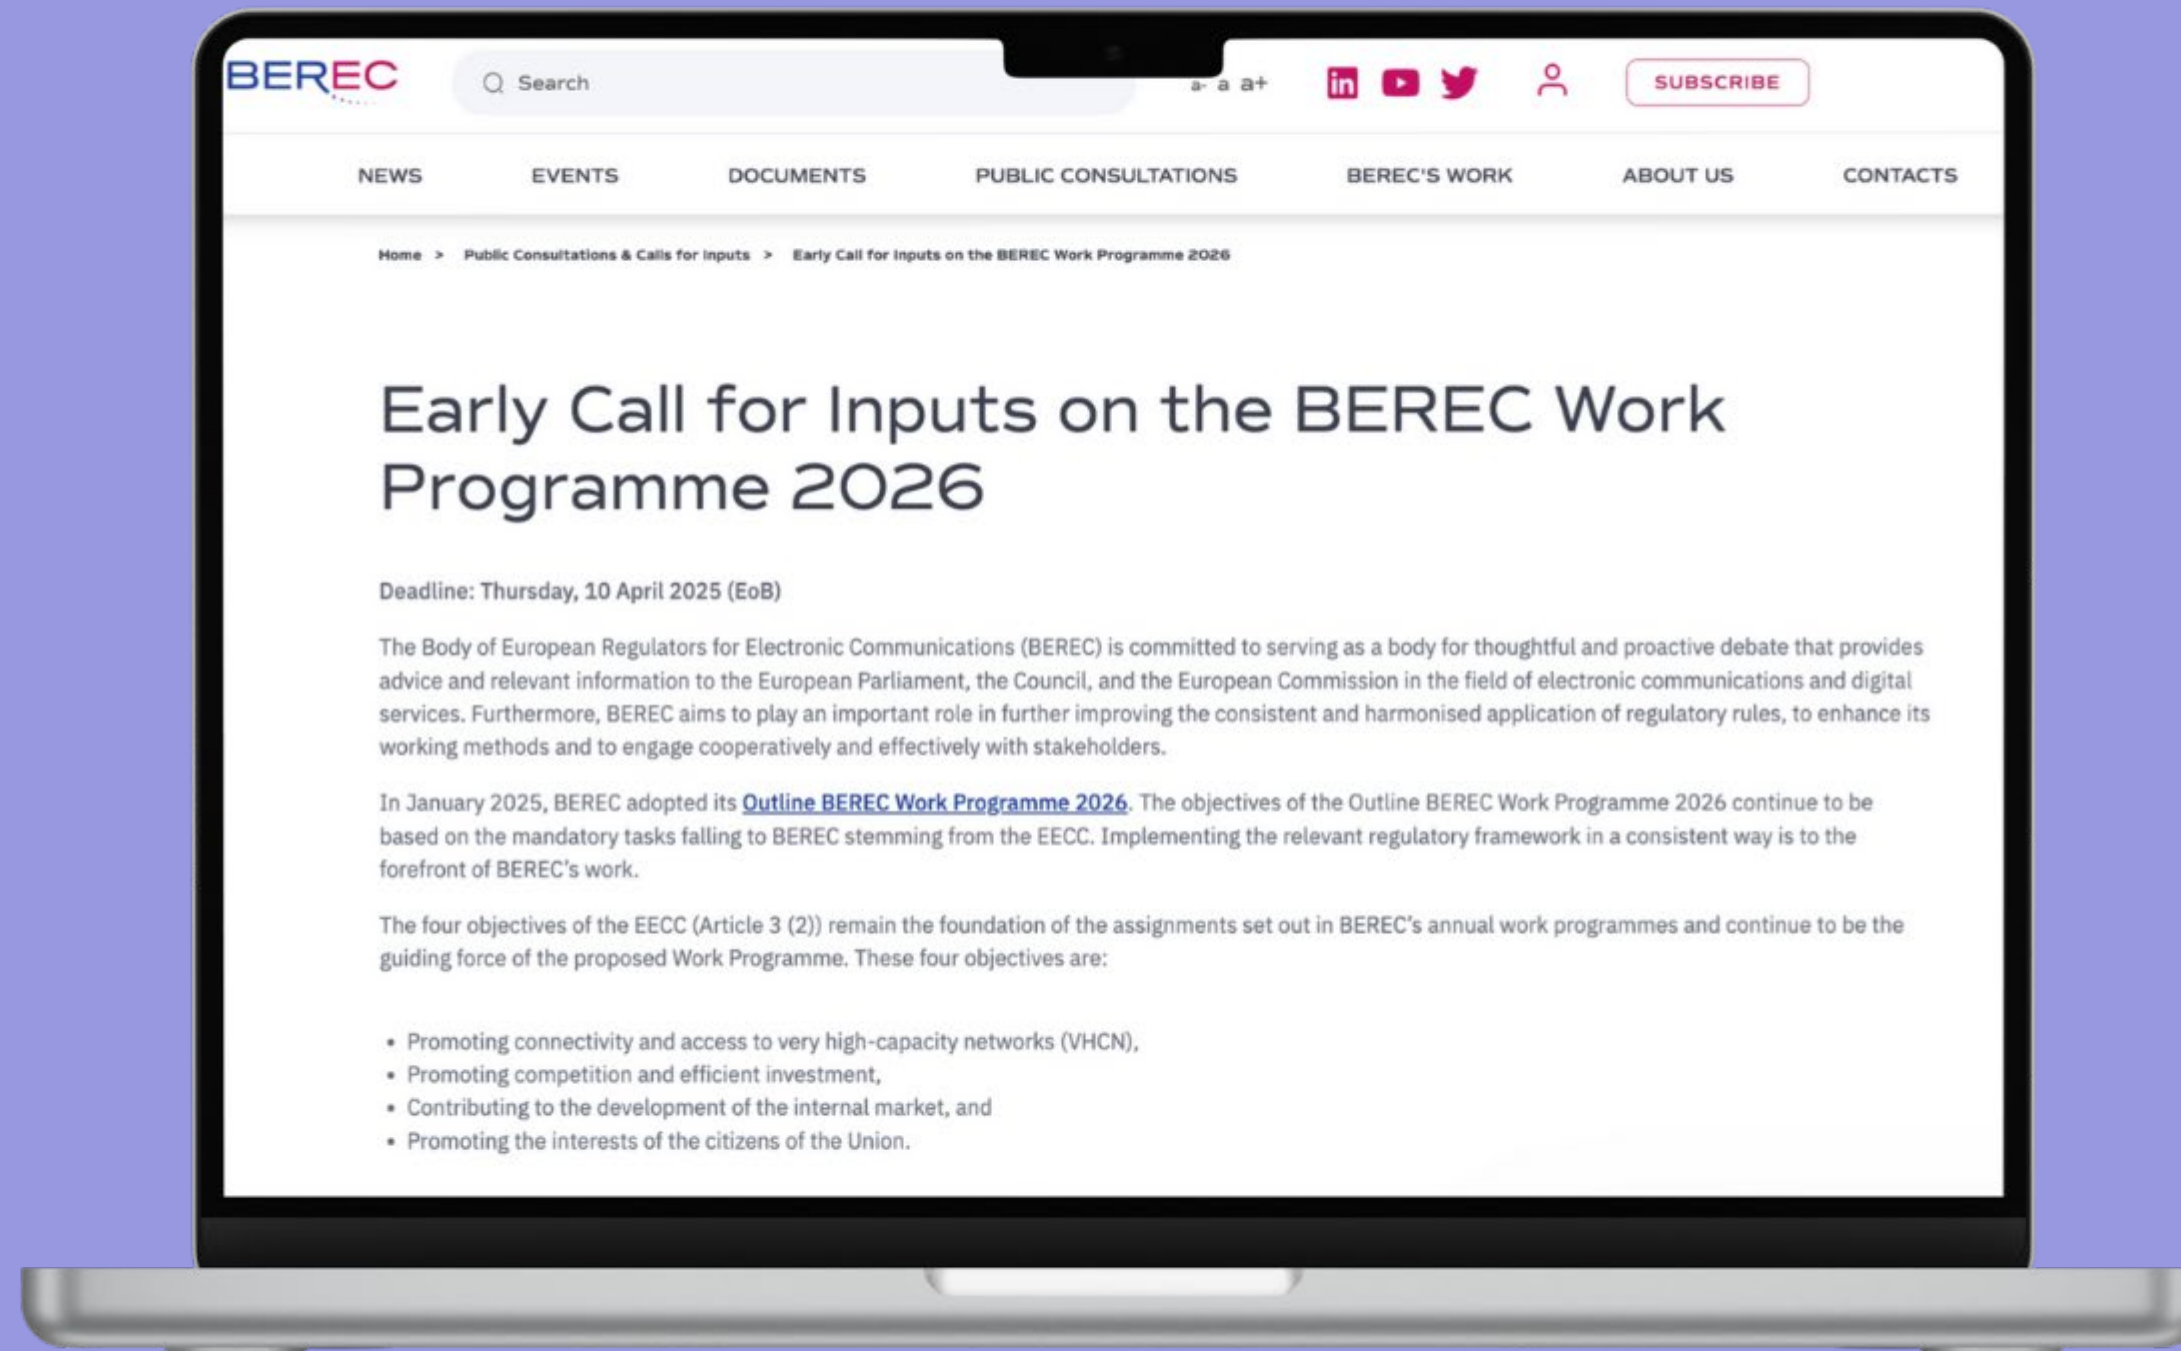 BEREC
Search
a- a a+
in
SUBSCRIBE
NEWS EVENTS DOCUMENTS PUBLIC CONSULTATIONS BEREC'S WORK ABOUT US CONTACTS
Home > Public Consultations & Calls for Inputs > Early Call for Inputs on the BEREC Work Programme 2026
Early Call for Inputs on the BEREC Work
Programme 2026
Deadline: Thursday, 10 April 2025 (EoB)
The Body of European Regulators for Electronic Communications (BEREC) is committed to serving as a body for thoughtful and proactive debate that provides
advice and relevant information to the European Parliament, the Council, and the European Commission in the field of electronic communications and digital
services. Furthermore, BEREC aims to play an important role in further improving the consistent and harmonised application of regulatory rules, to enhance its
working methods and to engage cooperatively and effectively with stakeholders.
In January 2025, BEREC adopted its Outline BEREC Work Programme 2026. The objectives of the Outline BEREC Work Programme 2026 continue to be
based on the mandatory tasks falling to BEREC stemming from the EECC. Implementing the relevant regulatory framework in a consistent way is to the
forefront of BEREC's work.
The four objectives of the EECC (Article 3 (2)) remain the foundation of the assignments set out in BEREC's annual work programmes and continue to be the
guiding force of the proposed Work Programme. These four objectives are:
• Promoting connectivity and access to very high-capacity networks (VHCN),
• Promoting competition and efficient investment,
• Contributing to the development of the internal market, and
• Promoting the interests of the citizens of the Union.